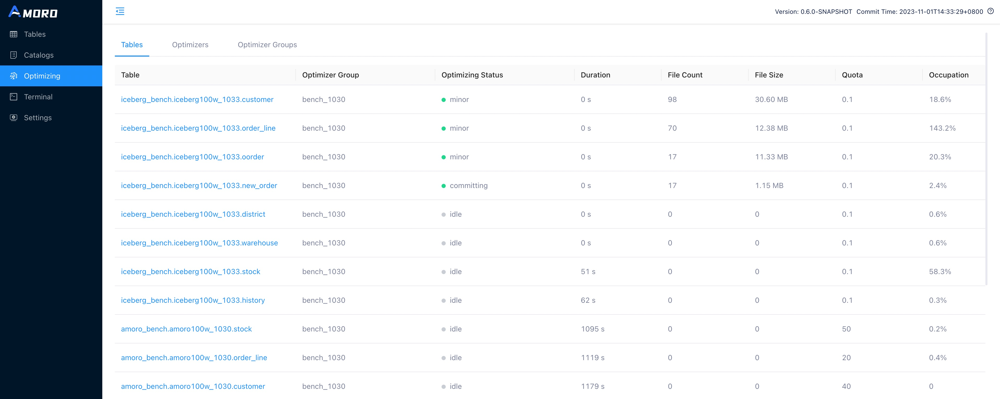 AMORO
Version: 0.6.0-SNAPSHOT Commit Time: 2023-11-01T14:33:29+0800
Tables
Catalogs
Optimizing
Terminal
Settings
Tables Optimizers Optimizer Groups
Table Optimizer Group Optimizing Status Duration File Count File Size Quota Occupation
iceberg_bench.iceberg100w_1033.customer bench_1030 minor 0 s 98 30.60 MB 0.1 18.6%
iceberg_bench.iceberg100w_1033.order_line bench_1030 minor 0 s 70 12.38 MB 0.1 143.2%
iceberg_bench.iceberg100w_1033.oorder bench_1030 minor 0 s 17 11.33 MB 0.1 20.3%
iceberg_bench.iceberg100w_1033.new_order bench_1030 committing 0 s 17 1.15 MB 0.1 2.4%
iceberg_bench.iceberg100w_1033.district bench_1030 idle 0 s 0 0 0.1 0.6%
iceberg_bench.iceberg100w_1033.warehouse bench_1030 idle 0 s 0 0 0.1 0.6%
iceberg_bench.iceberg100w_1033.stock bench_1030 idle 51 s 0 0 0.1 58.3%
iceberg_bench.iceberg100w_1033.history bench_1030 idle 62 s 0 0 0.1 0.3%
amoro_bench.amoro100w_1030.stock bench_1030 idle 1095 s 0 0 50 0.2%
amoro_bench.amoro100w_1030.order_line bench_1030 idle 1119 s 0 0 20 0.4%
amoro_bench.amoro100w_1030.customer bench_1030 idle 1179 s 0 0 40 0